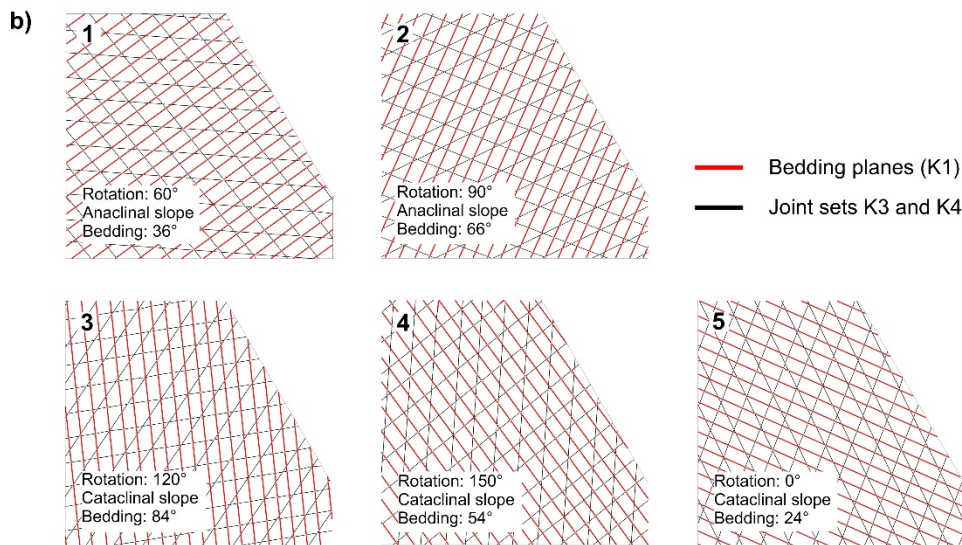 b)
1
Rotation: 60°
Anaclinal slope
Bedding: 36°
2
Rotation: 90°
Anaclinal slope
Bedding: 66°
Bedding planes (K1)
Joint sets K3 and K4
3
Rotation: 120°
Cataclinal slope
Bedding: 84°
4
Rotation: 150°
Cataclinal slope
Bedding: 54°
5
Rotation: 0°
Cataclinal slope
Bedding: 24°